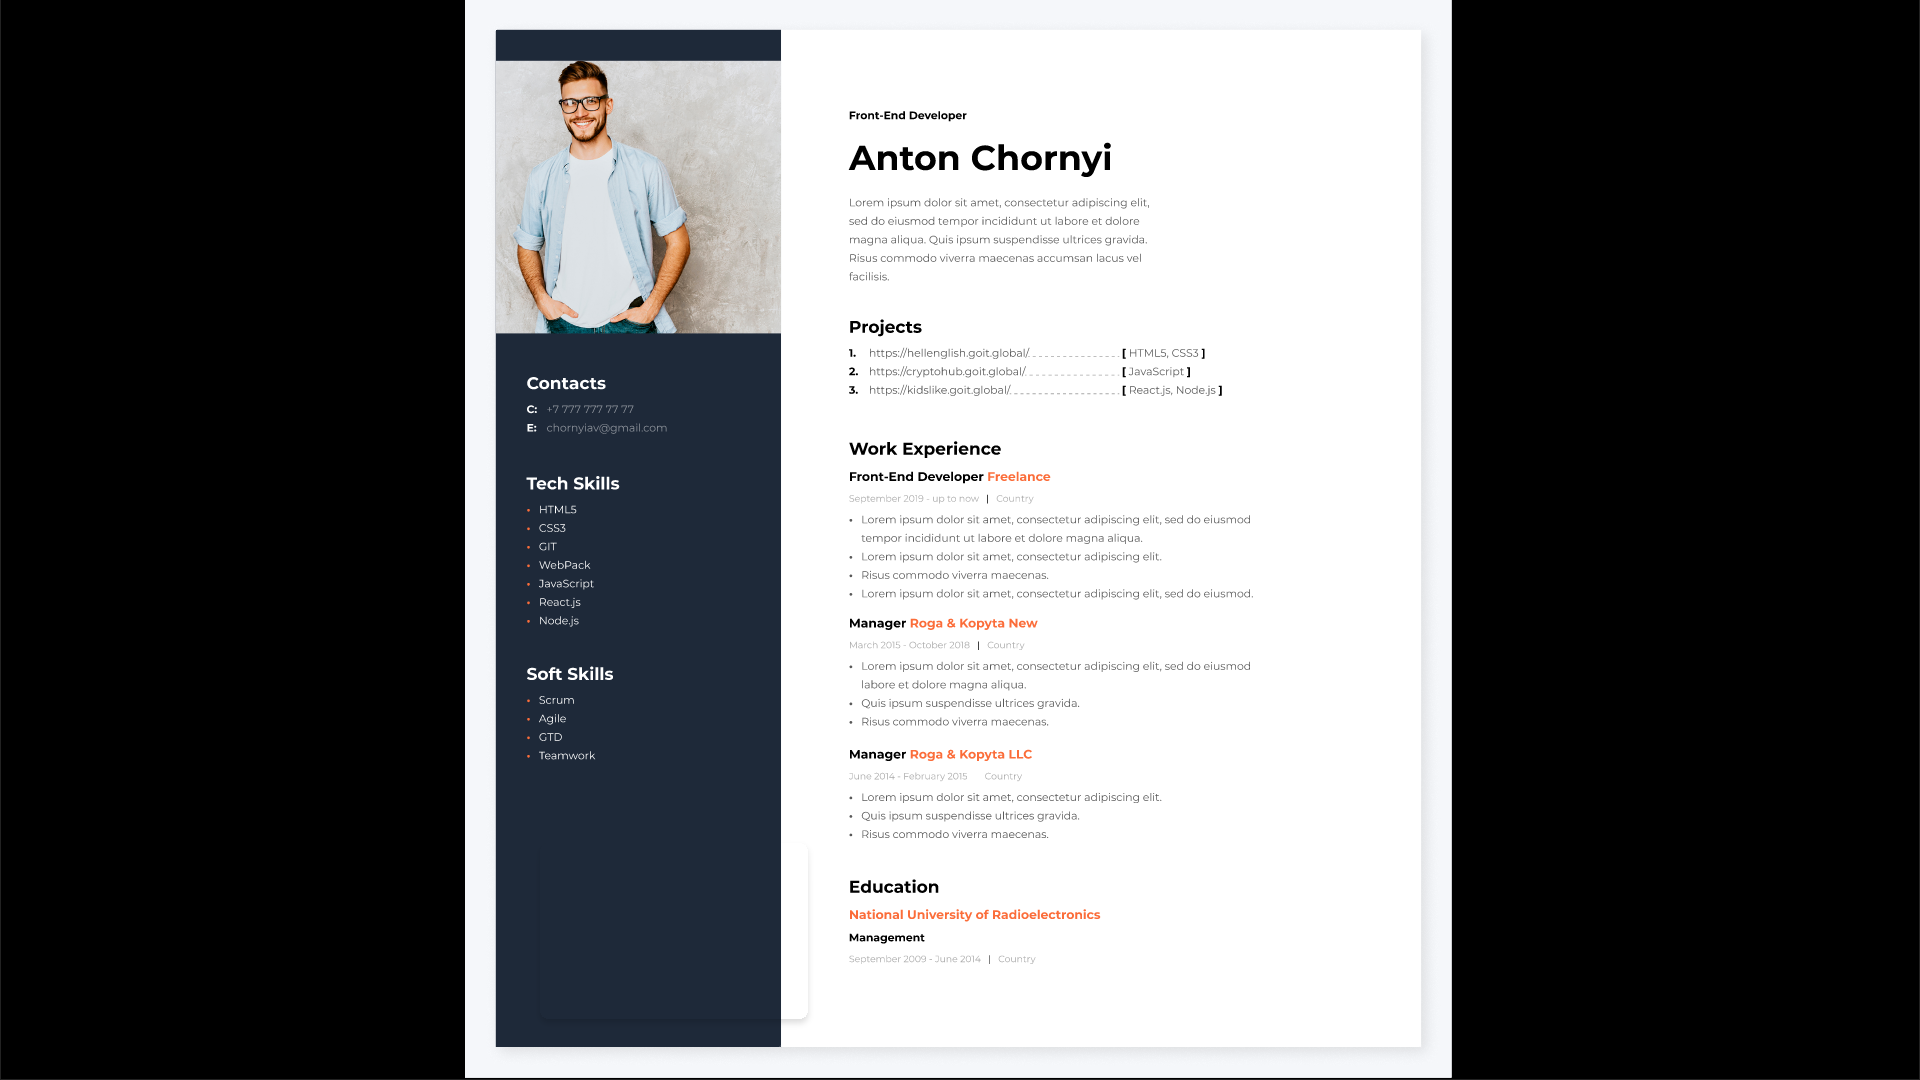 Contacts
C: +7 777 777 77 77
E: chornyiav@gmail.com
Tech Skills
• HTML5
• CSS3
• GIT
• WebPack
• JavaScript
• React.js
• Node.js
Soft Skills
• Scrum
• Agile
• GTD
• Teamwork
Front-End Developer
Anton Chornyi
Lorem ipsum dolor sit amet, consectetur adipiscing elit,
sed do eiusmod tempor incididunt ut labore et dolore
magna aliqua. Quis ipsum suspendisse ultrices gravida.
Risus commodo viverra maecenas accumsan lacus vel
facilisis.
Projects
1. https://hellenglish.goit.global/ [ HTML5, CSS3 ]
2. https://cryptohub.goit.global/ [ JavaScript ]
3. https://kidslike.goit.global/ [ React.js, Node.js ]
Work Experience
Front-End Developer Freelance
September 2019 - up to now | Country
• Lorem ipsum dolor sit amet, consectetur adipiscing elit, sed do eiusmod
tempor incididunt ut labore et dolore magna aliqua.
• Lorem ipsum dolor sit amet, consectetur adipiscing elit.
• Risus commodo viverra maecenas.
• Lorem ipsum dolor sit amet, consectetur adipiscing elit, sed do eiusmod.
Manager Roga & Kopyta New
March 2015 - October 2018 | Country
• Lorem ipsum dolor sit amet, consectetur adipiscing elit, sed do eiusmod
labore et dolore magna aliqua.
• Quis ipsum suspendisse ultrices gravida.
• Risus commodo viverra maecenas.
Manager Roga & Kopyta LLC
June 2014 - February 2015 Country
• Lorem ipsum dolor sit amet, consectetur adipiscing elit.
• Quis ipsum suspendisse ultrices gravida.
• Risus commodo viverra maecenas.
Education
National University of Radioelectronics
Management
September 2009 - June 2014 | Country